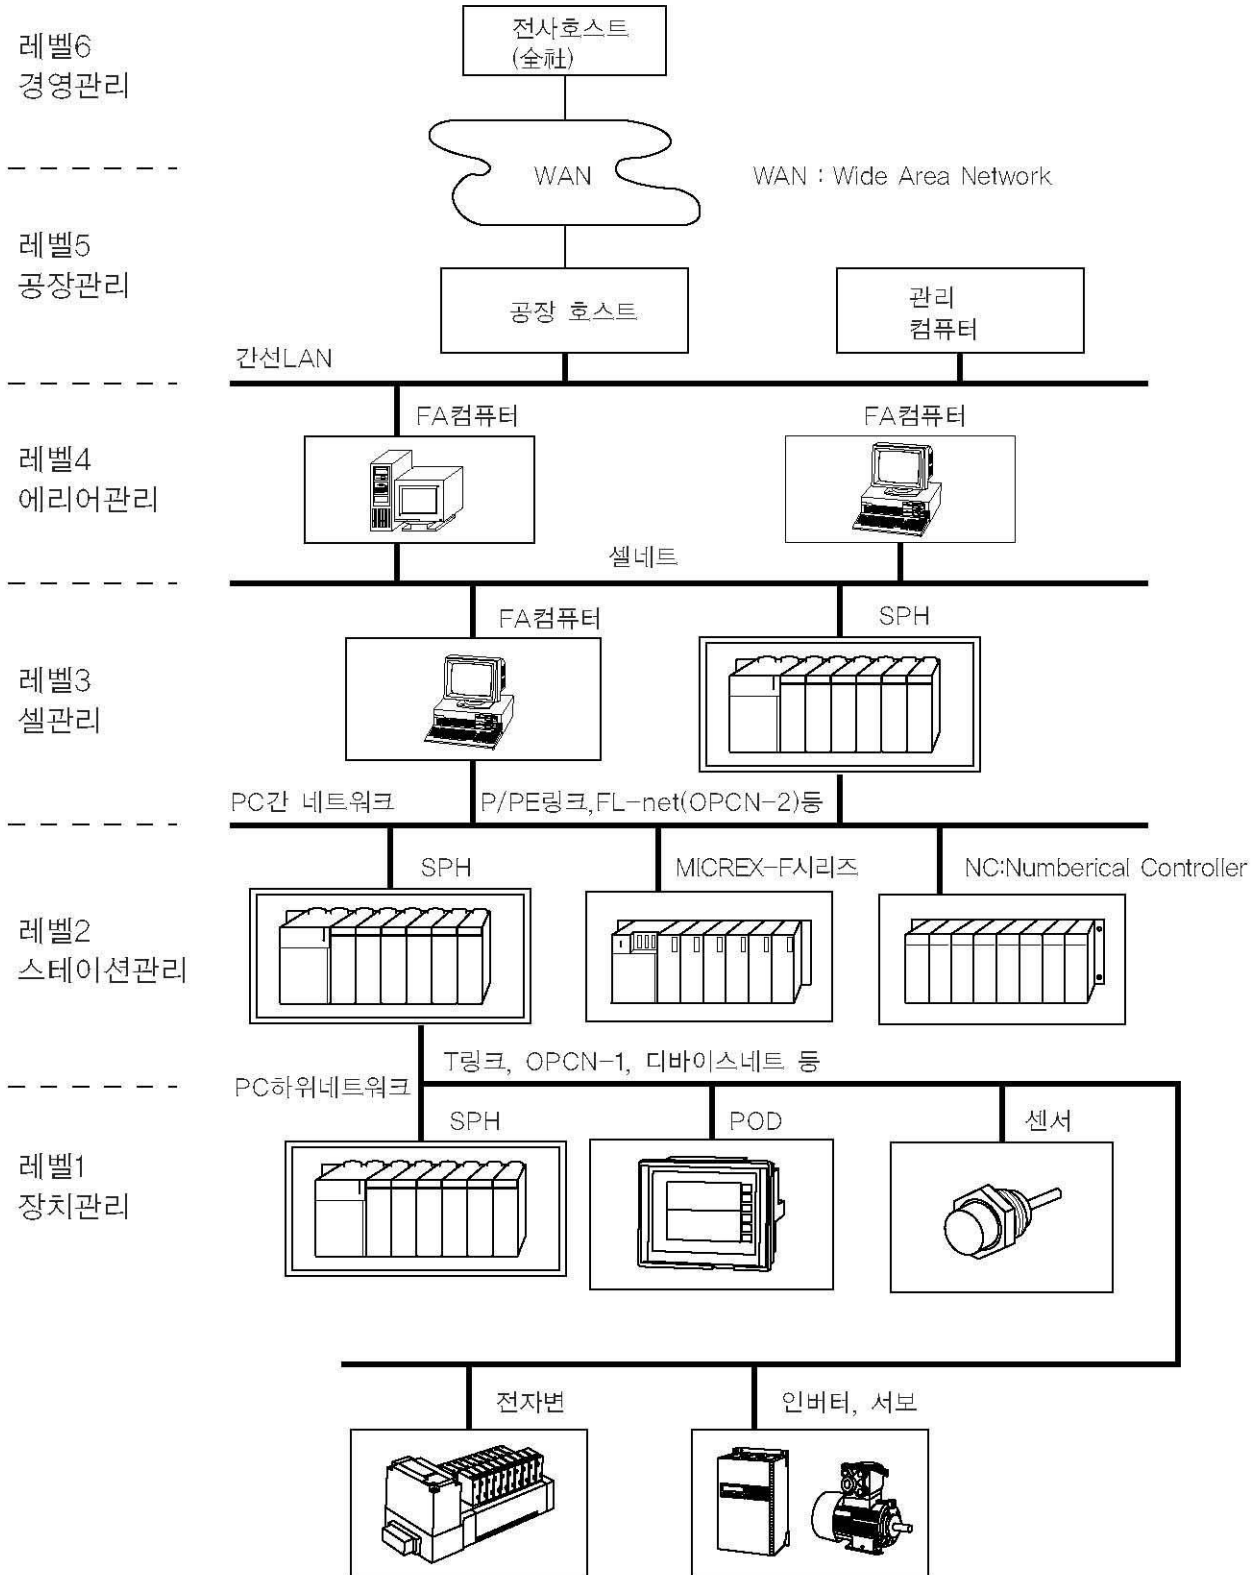 레벨6
경영관리
전사호스트
(全社)
WAN
WAN : Wide Area Network
레벨5
공장관리
공장 호스트
관리
컴퓨터
간선LAN
레벨4
에리어관리
FA컴퓨터
FA컴퓨터
셀네트
레벨3
셀관리
FA컴퓨터
SPH
PC간 네트워크
P/PE링크,FL-net(OPCN-2)등
레벨2
스테이션관리
SPH
MICREX-F시리즈
NC:Numberical Controller
T링크, OPCN-1, 디바이스네트 등
PC하위네트워크
레벨1
장치관리
SPH
POD
센서
전자변
인버터, 서보